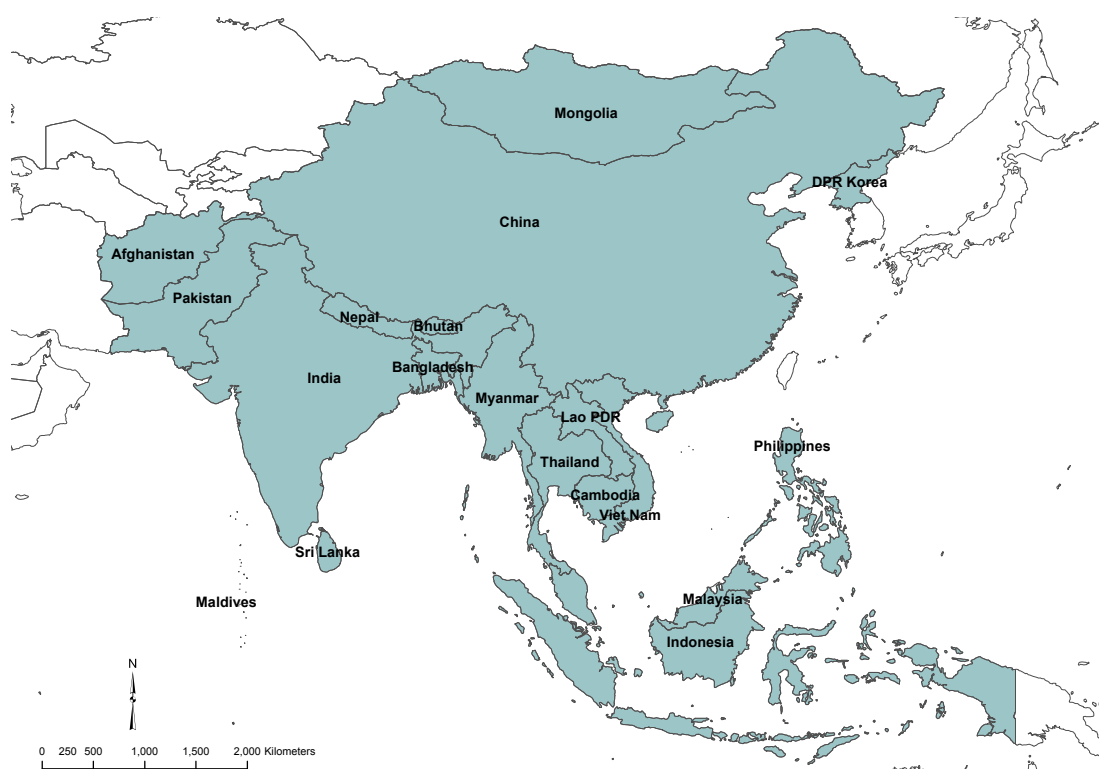 Mongolia
DPR Korea
China
Afghanistan
Pakistan
Nepal
Bhutan
Bangladesh
India
Myanmar
Lao PDR
Philippines
Thailand
Cambodia
Viet Nam
Sri Lanka
Maldives
Malaysia
Indonesia
N
0 250 500 1,000 1,500 2,000 Kilometers